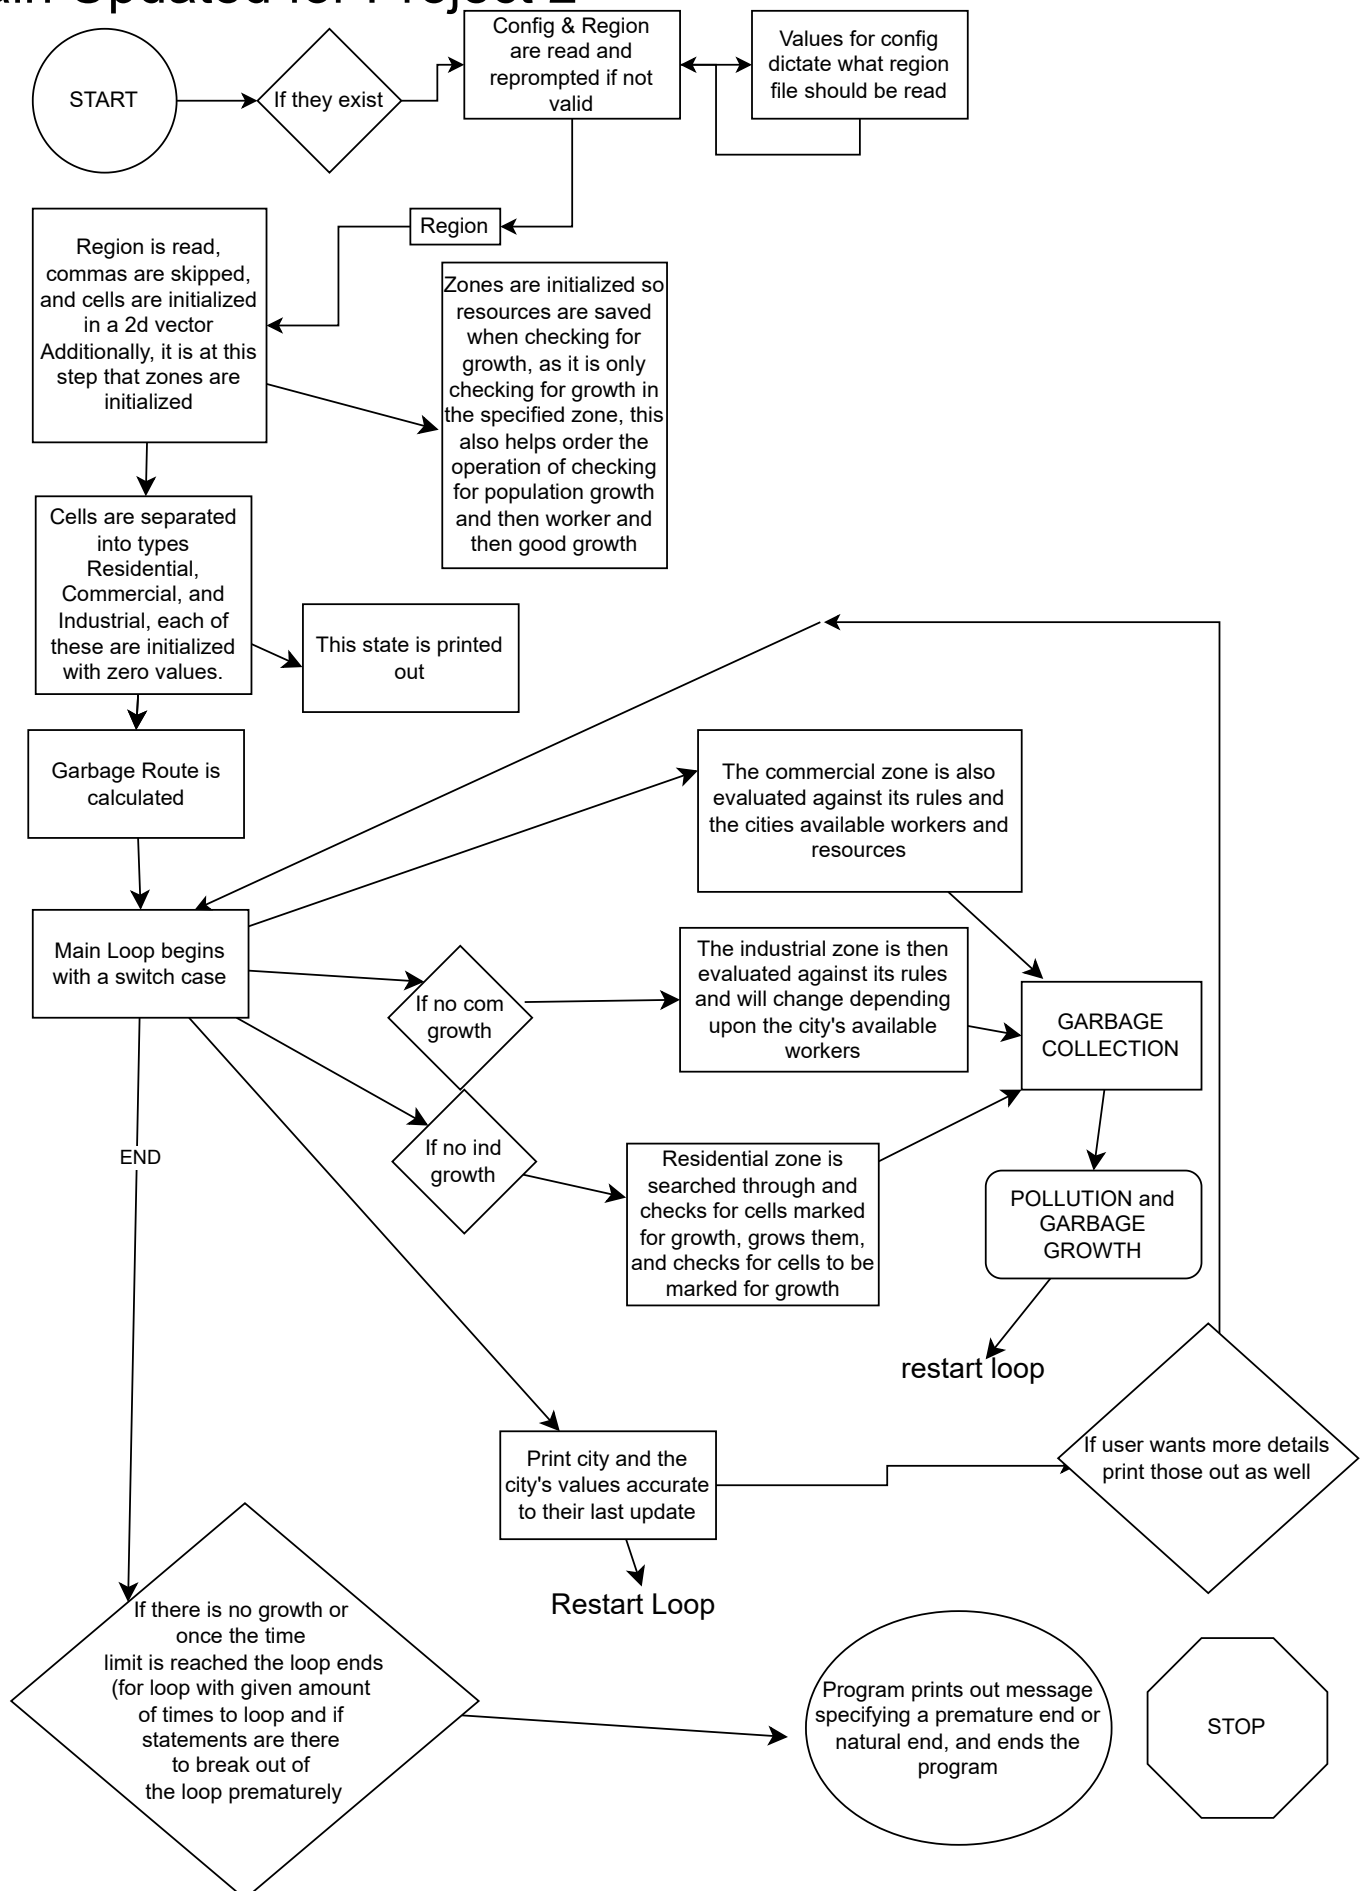 Updated for Project 2
START
If they exist
Config & Region
are read and
reprompted if not
valid
Values for config
dictate what region
file should be read
Region
Region is read,
commas are skipped,
and cells are initialized
in a 2d vector
Additionally, it is at this
step that zones are
initialized
Zones are initialized so
resources are saved
when checking for
growth, as it is only
checking for growth in
the specified zone, this
also helps order the
operation of checking
for population growth
and then worker and
then good growth
Cells are separated
into types
Residential,
Commercial, and
Industrial, each of
these are initialized
with zero values.
This state is printed
out
Garbage Route is
calculated
The commercial zone is also
evaluated against its rules and
the cities available workers and
resources
Main Loop begins
with a switch case
If no com
growth
The industrial zone is then
evaluated against its rules
and will change depending
upon the city's available
workers
GARBAGE
COLLECTION
If no ind
growth
END
Residential zone is
searched through and
checks for cells marked
for growth, grows them,
and checks for cells to be
marked for growth
POLLUTION and
GARBAGE
GROWTH
restart loop
Print city and the
city's values accurate
to their last update
If user wants more details
print those out as well
Restart Loop
If there is no growth or
once the time
limit is reached the loop ends
(for loop with given amount
of times to loop and if
statements are there
to break out of
the loop prematurely
Program prints out message
specifying a premature end or
natural end, and ends the
program
STOP